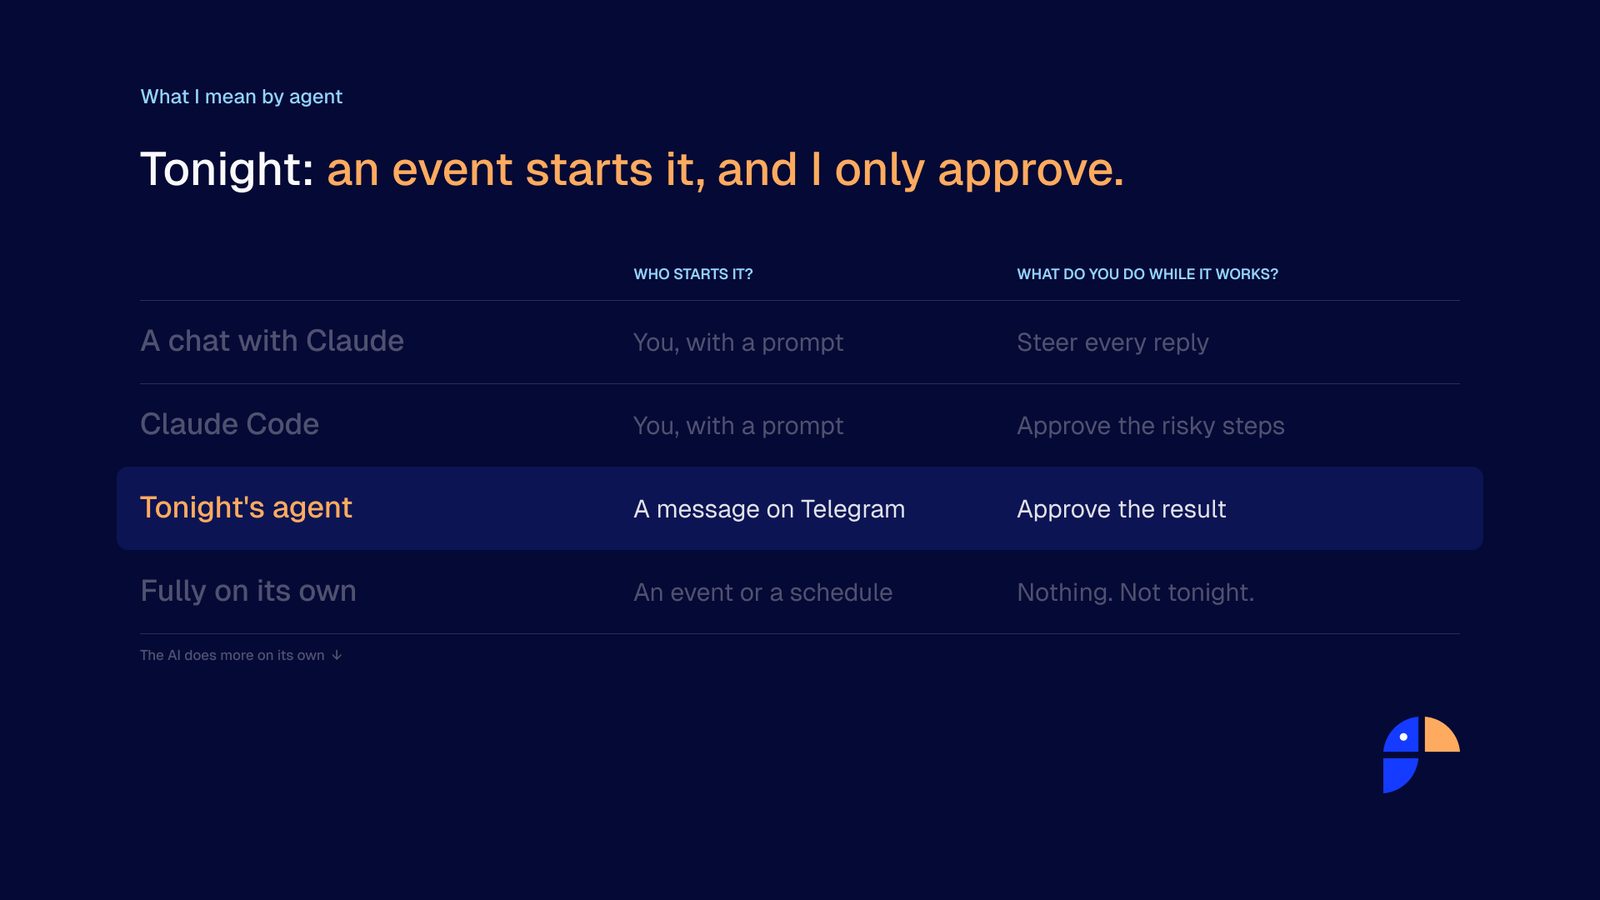 What I mean by agent
Tonight: an event starts it, and I only approve.
WHO STARTS IT? WHAT DO YOU DO WHILE IT WORKS?
A chat with Claude You, with a prompt Steer every reply
Claude Code You, with a prompt Approve the risky steps
Tonight's agent A message on Telegram Approve the result
Fully on its own An event or a schedule Nothing. Not tonight.
The AI does more on its own ↓